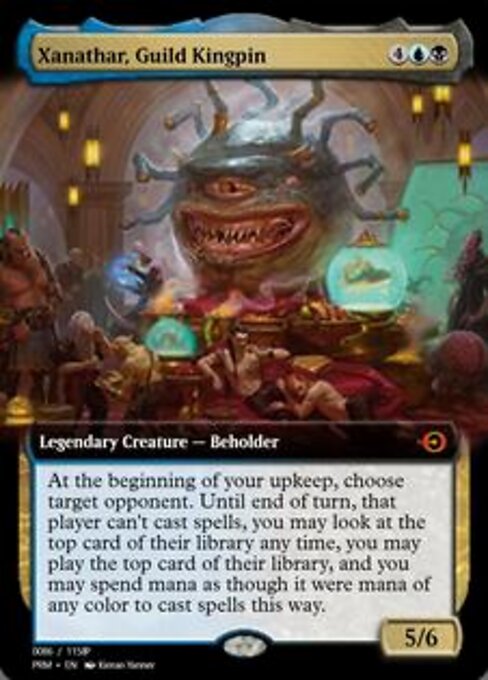 Xanathar, Guild Kingpin 4
Legendary Creature — Beholder
At the beginning of your upkeep, choose
target opponent. Until end of turn, that
player can't cast spells, you may look at the
top card of their library any time, you may
play the top card of their library, and you
may spend mana as though it were mana of
any color to cast spells this way.
5/6
PRM • EN